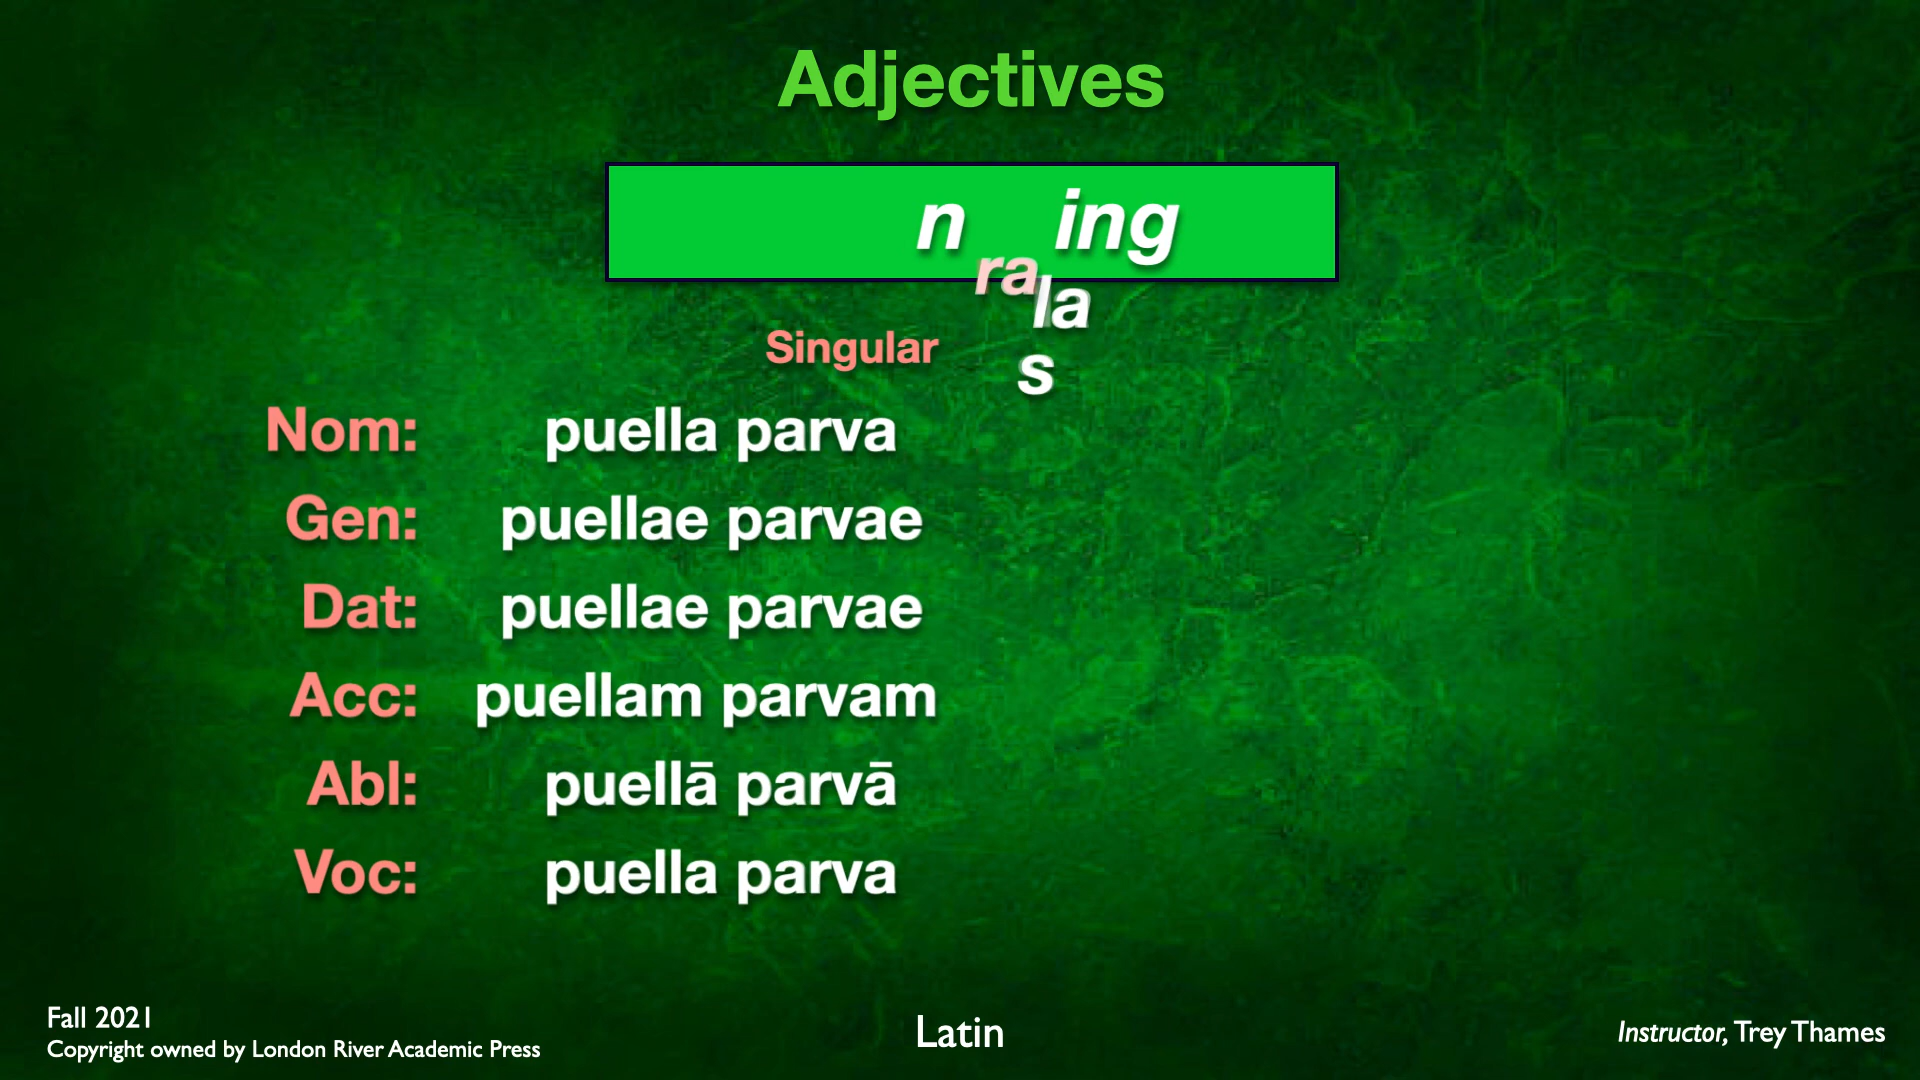 Adjectives
n ing
ra
la
Singular
s
Nom: puella parva
Gen: puellae parvae
Dat: puellae parvae
Acc: puellam parvam
Abl: puellā parvā
Voc: puella parva
Fall 2021
Copyright owned by London River Academic Press
Latin
Instructor, Trey Thames